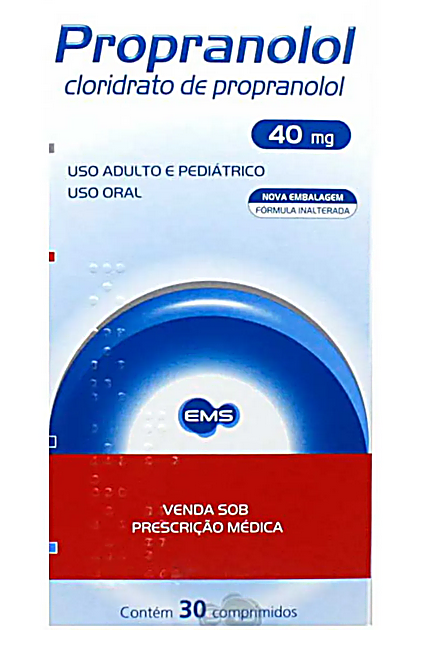 Propranolol
cloridrato de propranolol
40 mg
USO ADULTO E PEDIÁTRICO
USO ORAL
NOVA EMBALAGEM
FÓRMULA INALTERADA
EMS
VENDA SOB
PRESCRIÇÃO MÉDICA
Contém 30 comprimidos
EMS